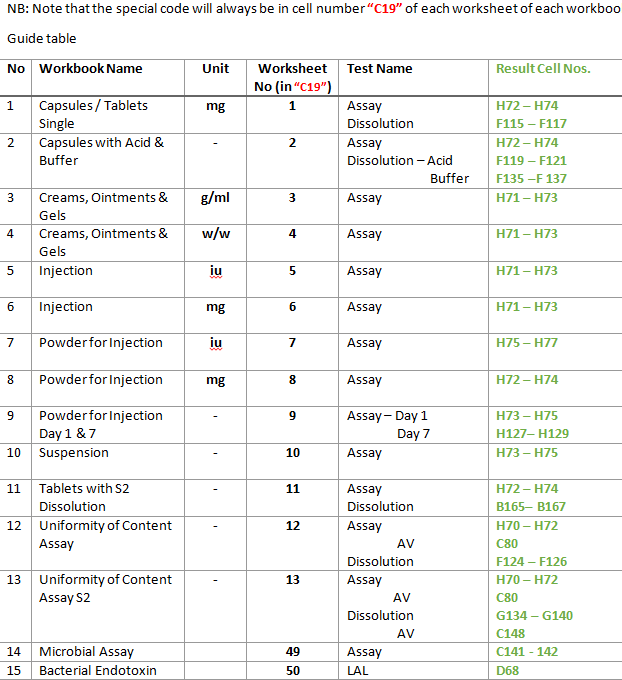 NB: Note that the special code will always be in cell number “C19” of each worksheet of each workboo
Guide table
No Workbook Name Unit Worksheet No (in “C19”) Test Name Result Cell Nos.
1 Capsules / Tablets Single mg 1 Assay H72 – H74
Dissolution F115 – F117
2 Capsules with Acid & Buffer - 2 Assay H72 – H74
Dissolution – Acid F119 – F121
Buffer F135 –F 137
3 Creams, Ointments & Gels g/ml 3 Assay H71 – H73
4 Creams, Ointments & Gels w/w 4 Assay H71 – H73
5 Injection iu 5 Assay H71 – H73
6 Injection mg 6 Assay H71 – H73
7 Powder for Injection iu 7 Assay H75 – H77
8 Powder for Injection mg 8 Assay H72 – H74
9 Powder for Injection Day 1 & 7 - 9 Assay – Day 1 H73 – H75
Day 7 H127– H129
10 Suspension - 10 Assay H73 – H75
11 Tablets with S2 Dissolution - 11 Assay H72 – H74
Dissolution B165– B167
12 Uniformity of Content Assay - 12 Assay H70 – H72
AV C80
Dissolution F124 – F126
13 Uniformity of Content Assay S2 - 13 Assay H70 – H72
AV C80
Dissolution G134 – G140
AV C148
14 Microbial Assay 49 Assay C141 - 142
15 Bacterial Endotoxin 50 LAL D68